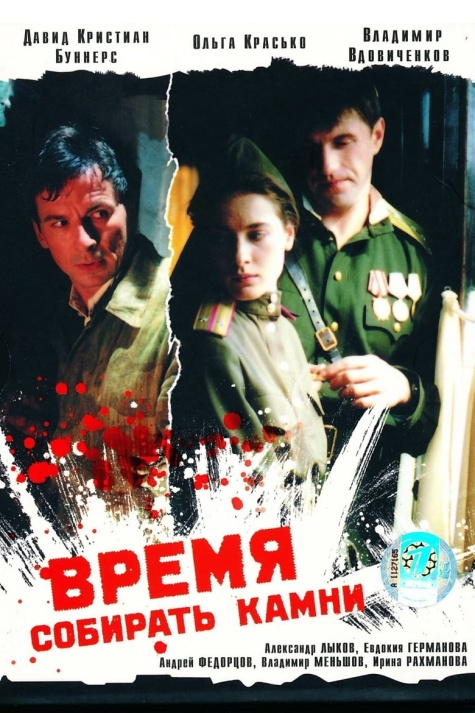 Давид Кристиан
Буннерс
Ольга Красько
Владимир
Вдовиченков
ВРЕМЯ
СОБИРАТЬ КАМНИ
А 1127165
Александр ЛЫКОВ, Евдокия ГЕРМАНОВА
Андрей ФЕДОРЦОВ, Владимир МЕНЬШОВ, Ирина РАХМАНОВА